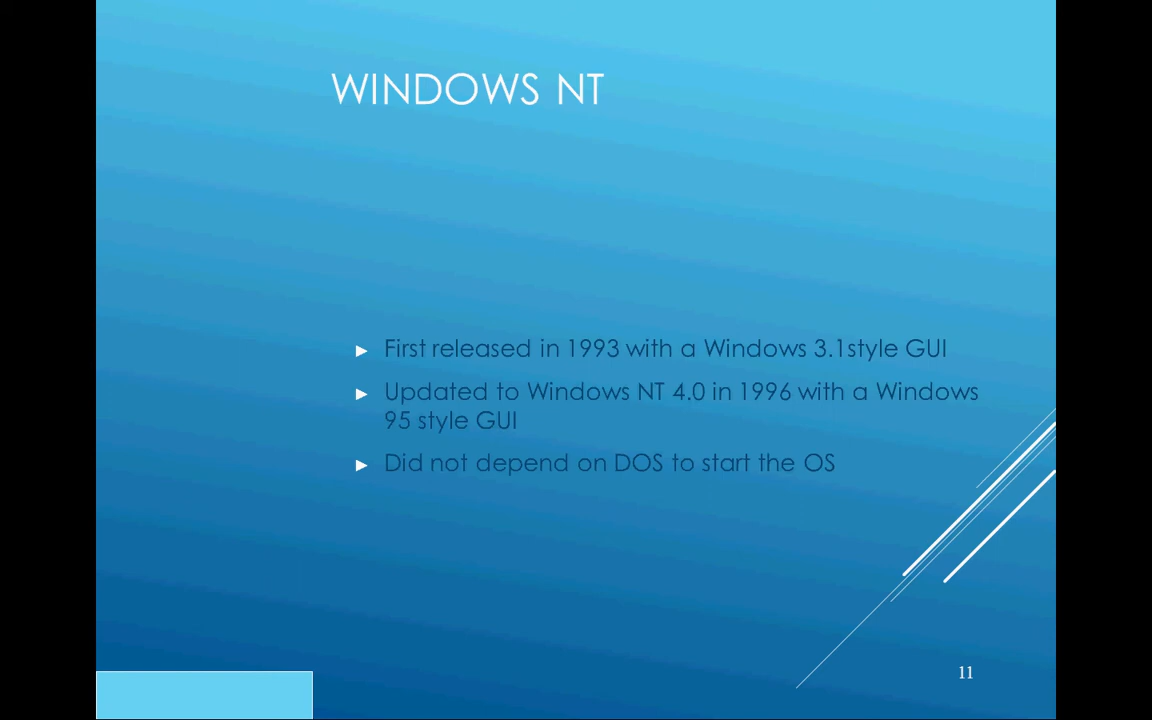 WINDOWS NT
► First released in 1993 with a Windows 3.1style GUI
► Updated to Windows NT 4.0 in 1996 with a Windows
95 style GUI
► Did not depend on DOS to start the OS
11